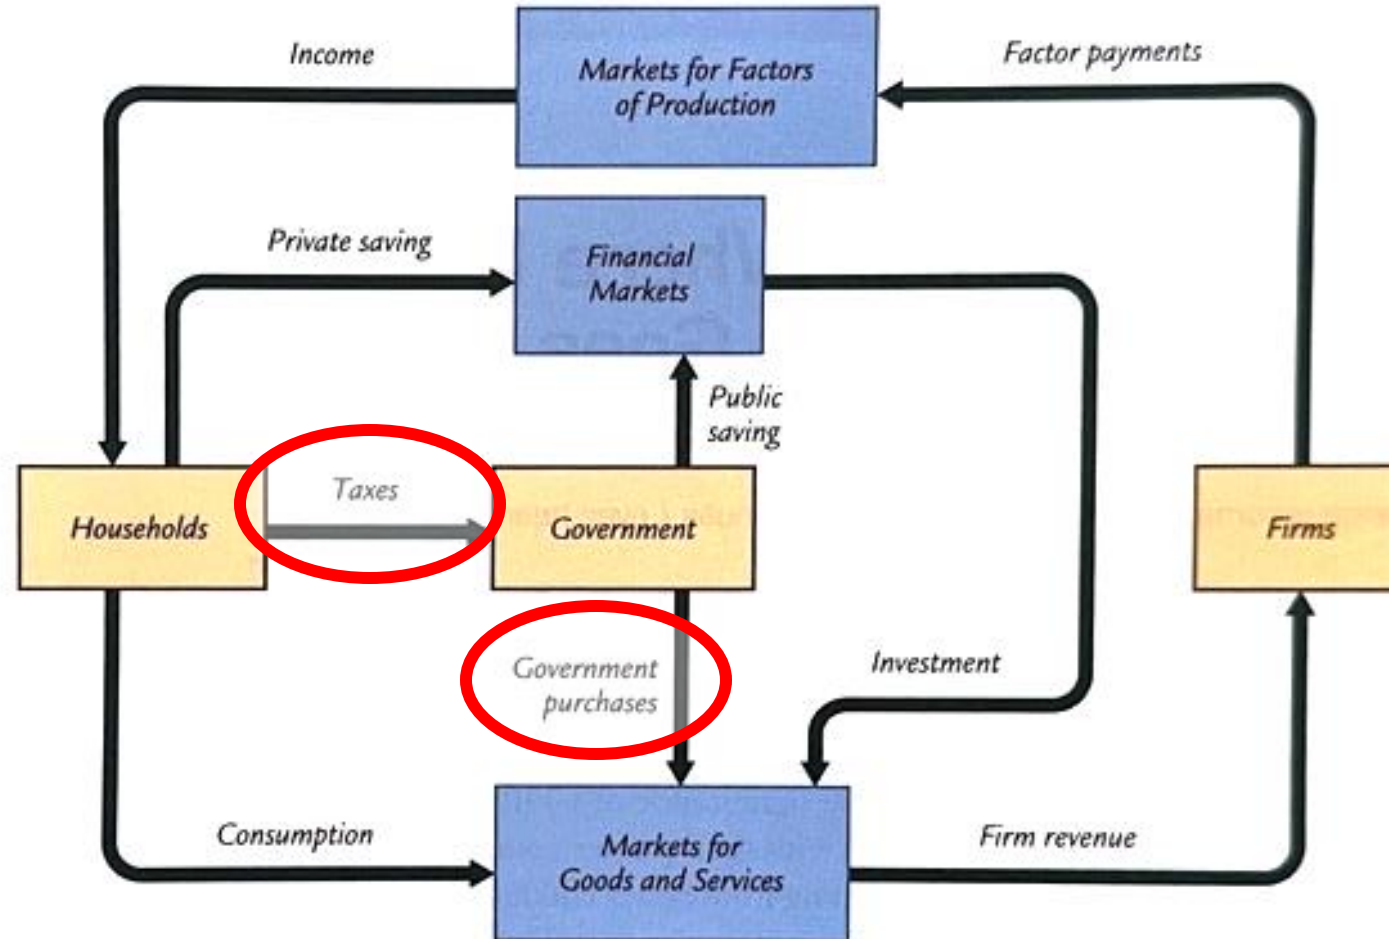 Income
Markets for Factors
of Production
Factor payments
Private saving
Financial
Markets
Public
saving
Taxes
Households
Government
Firms
Government
purchases
Investment
Consumption
Markets for
Goods and Services
Firm revenue